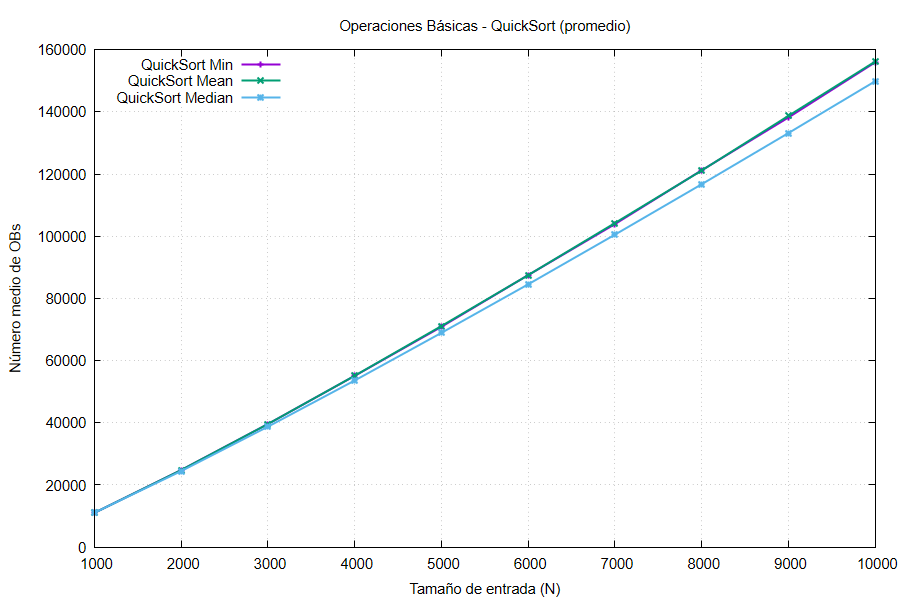 Operaciones Básicas - QuickSort (promedio)
QuickSort Min
QuickSort Mean
QuickSort Median
160000
140000
120000
100000
80000
60000
40000
20000
0
Número medio de OBs
1000 2000 3000 4000 5000 6000 7000 8000 9000 10000
Tamaño de entrada (N)